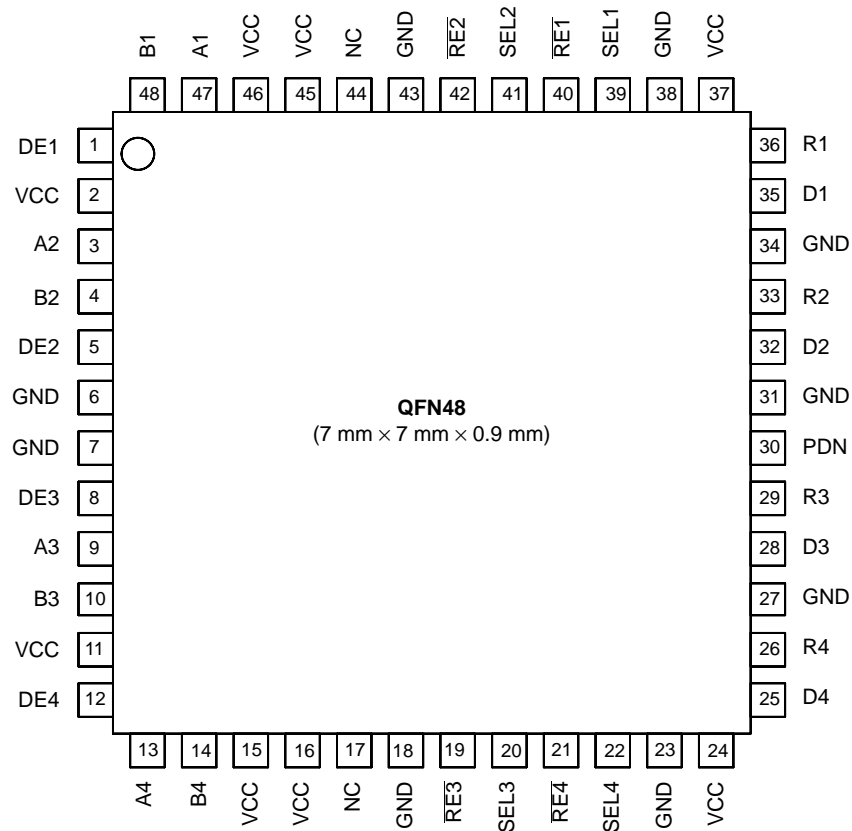 B1 A1 VCC VCC NC GND R̅E̅2̅ SEL2 R̅E̅1̅ SEL1 GND VCC
48 47 46 45 44 43 42 41 40 39 38 37
DE1 1 36 R1
VCC 2 35 D1
A2 3 34 GND
B2 4 33 R2
DE2 5 32 D2
GND 6 31 GND
QFN48
(7 mm × 7 mm × 0.9 mm)
GND 7 30 PDN
DE3 8 29 R3
A3 9 28 D3
B3 10 27 GND
VCC 11 26 R4
DE4 12 25 D4
13 14 15 16 17 18 19 20 21 22 23 24
A4 B4 VCC VCC NC GND R̅E̅3̅ SEL3 R̅E̅4̅ SEL4 GND VCC